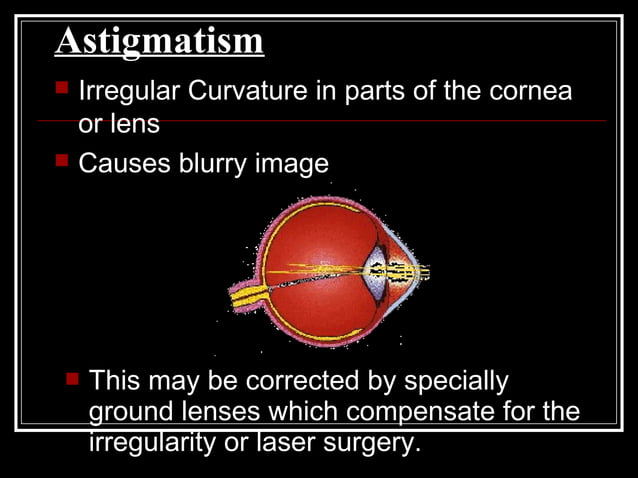 Astigmatism
Irregular Curvature in parts of the cornea
or lens
Causes blurry image
This may be corrected by specially
ground lenses which compensate for the
irregularity or laser surgery.